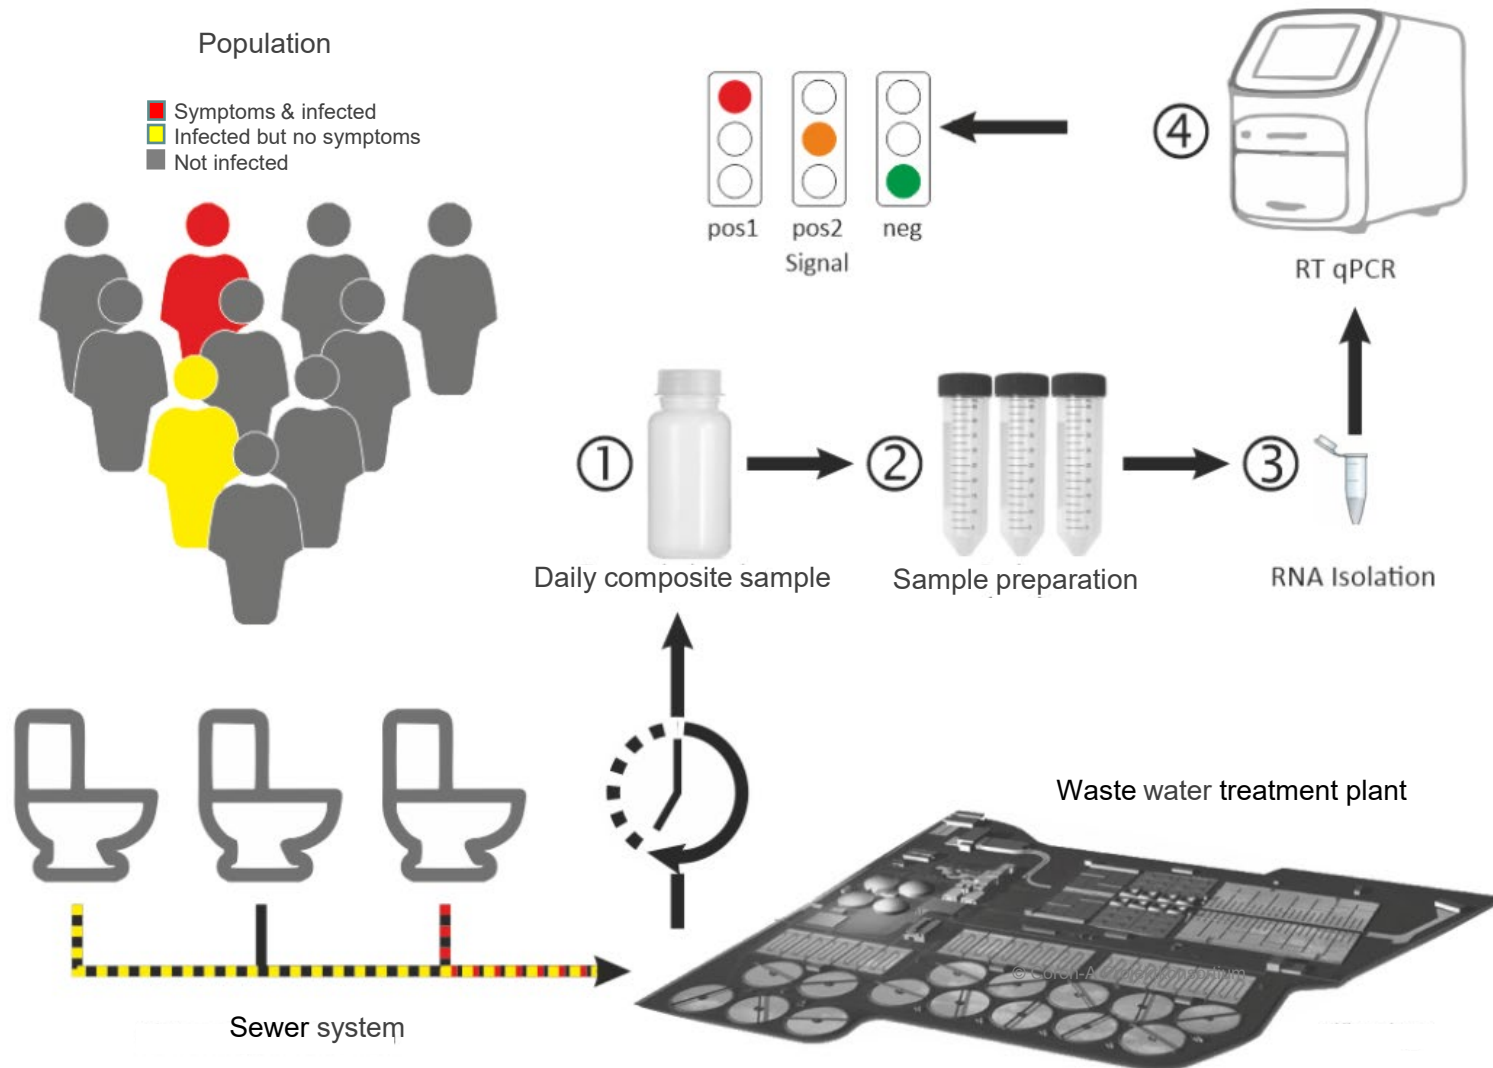 Population
Symptoms & infected
Infected but no symptoms
Not infected
pos1
pos2
neg
Signal
④
RT qPCR
①
②
③
Daily composite sample
Sample preparation
RNA Isolation
Waste water treatment plant
Sewer system